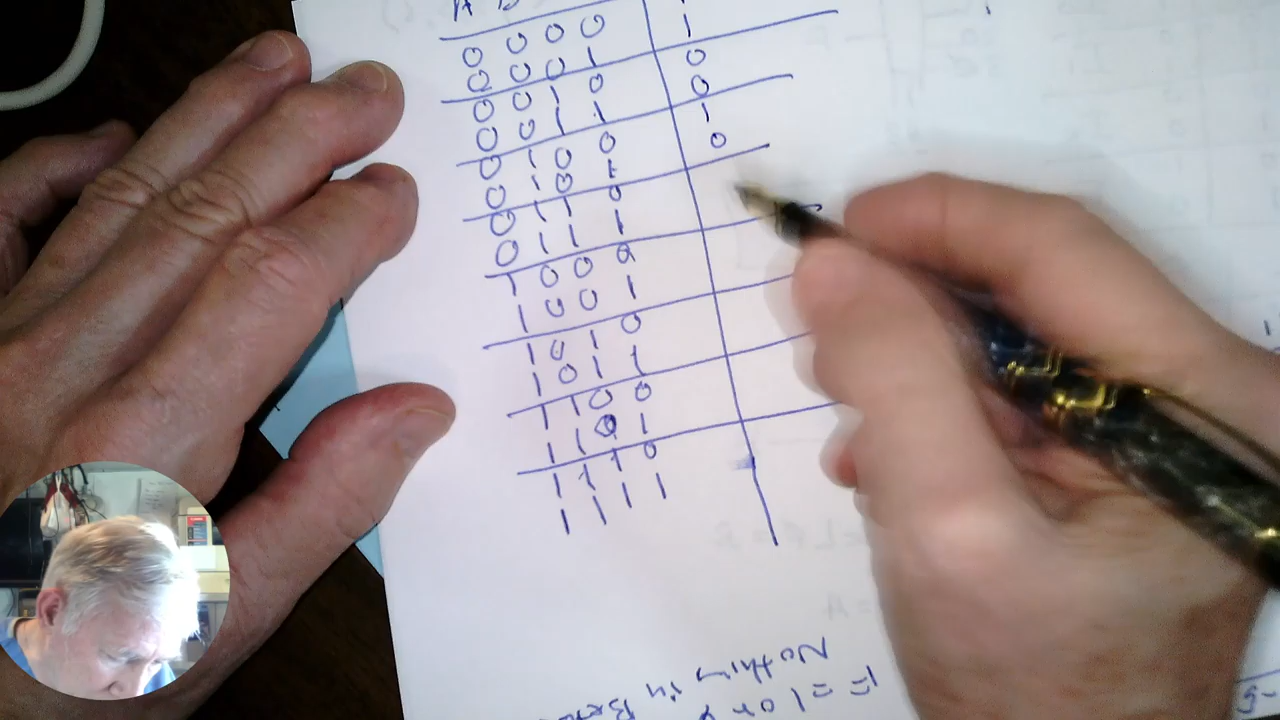 A B
0 0 0 0 1
0 0 0 1 1
0 0 1 0 0
0 0 1 1 0
0 1 0 0 1
0 1 0 1 0
0 1 1 0
0 1 1 1
1 0 0 0
1 0 0 1
1 0 1 0
1 0 1 1
1 1 0 0
1 1 0 1
1 1 1 0
1 1 1 1
F = 1 or
Nothing in